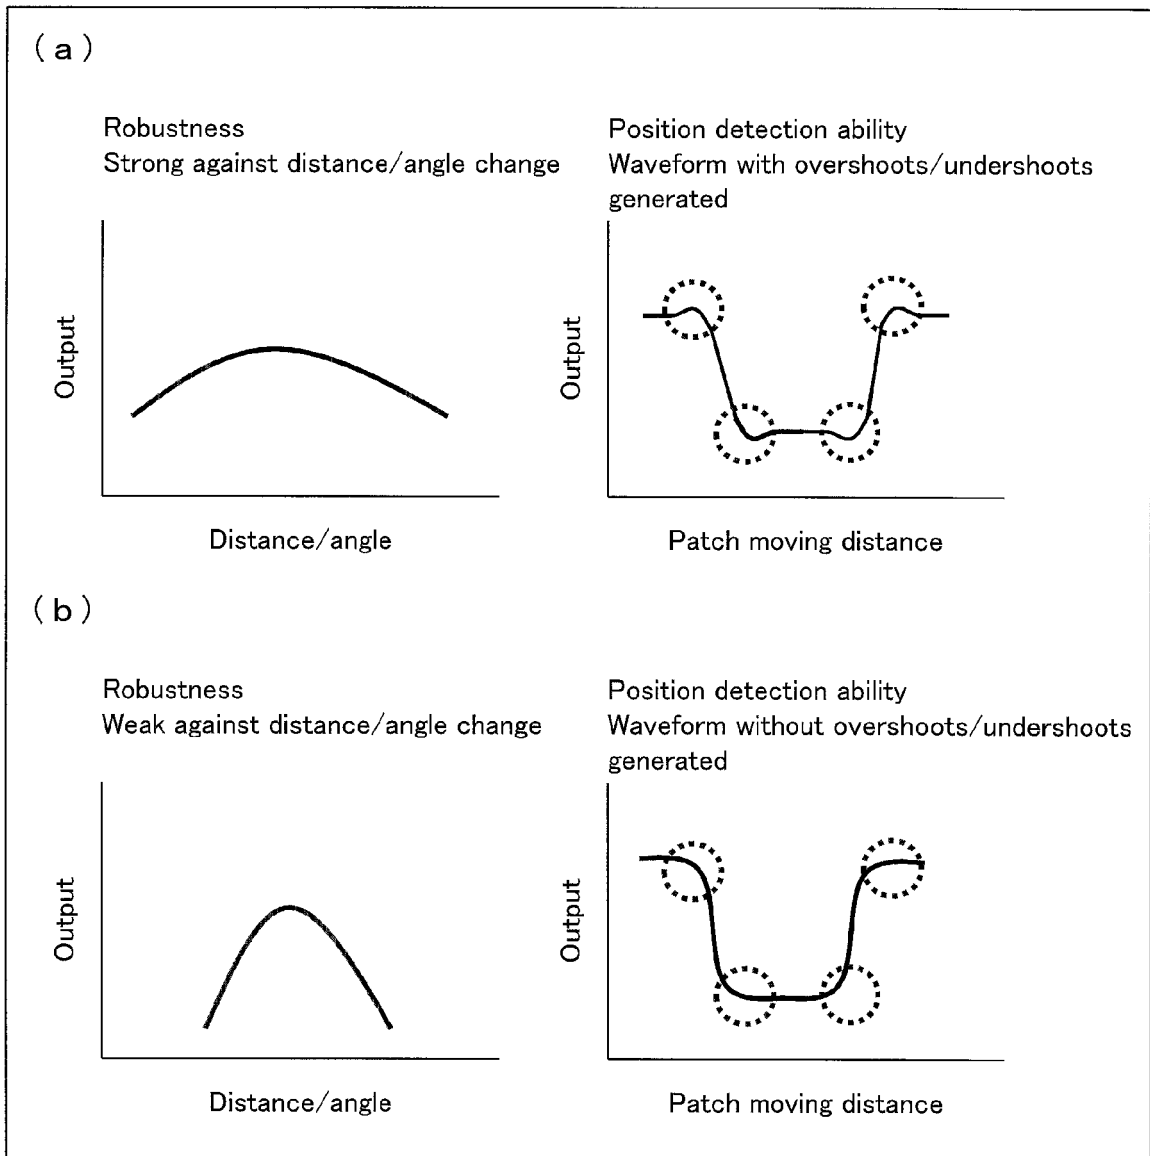 (a)
Robustness
Strong against distance/angle change
Output
Distance/angle
Position detection ability
Waveform with overshoots/undershoots
generated
Output
Patch moving distance
(b)
Robustness
Weak against distance/angle change
Output
Distance/angle
Position detection ability
Waveform without overshoots/undershoots
generated
Output
Patch moving distance